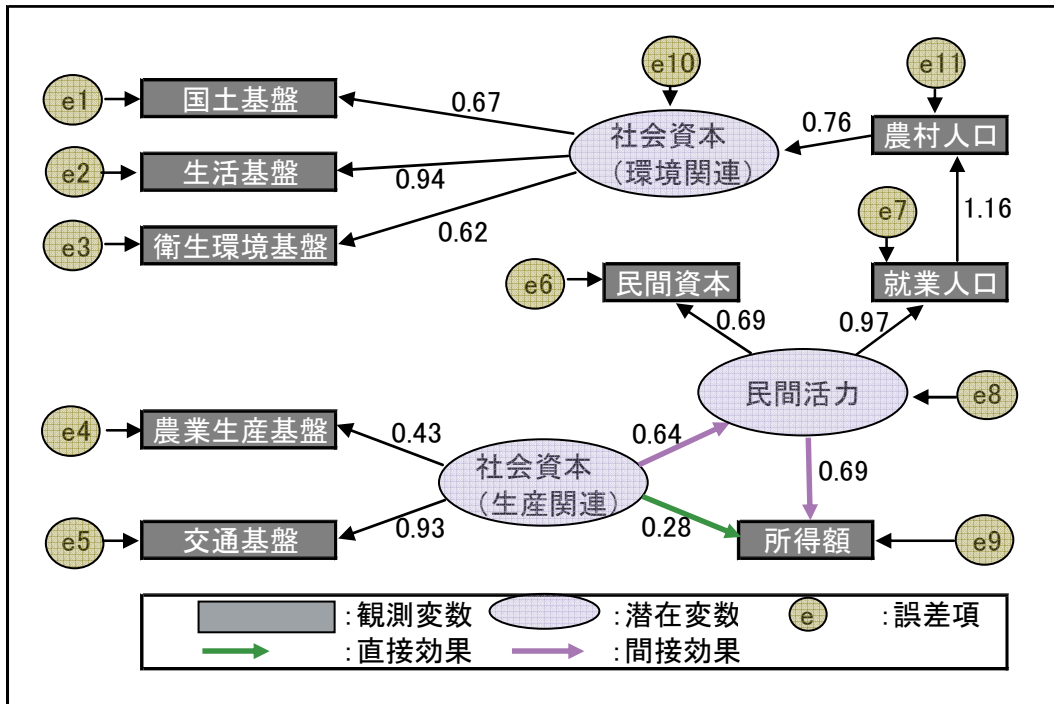 e10
e11
e1
国土基盤
0.67
社会資本
（環境関連）
0.76
農村人口
e2
生活基盤
0.94
e7
1.16
e3
衛生環境基盤
0.62
e6
民間資本
就業人口
0.69
0.97
民間活力
e8
e4
農業生産基盤
0.43
社会資本
（生産関連）
0.64
0.69
e5
交通基盤
0.93
0.28
所得額
e9
:観測変数
:潜在変数
e
:誤差項
:直接効果
:間接効果